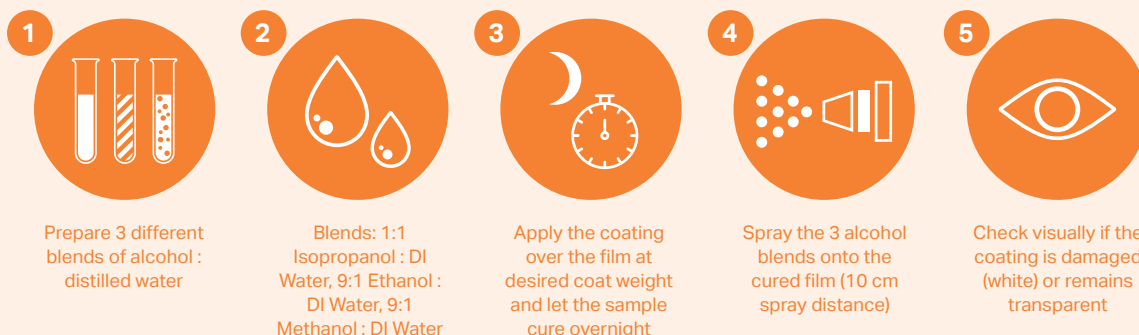 1
Prepare 3 different
blends of alcohol :
distilled water
2
Blends: 1:1
Isopropanol : DI
Water, 9:1 Ethanol :
DI Water, 9:1
Methanol : DI Water
3
Apply the coating
over the film at
desired coat weight
and let the sample
cure overnight
4
Spray the 3 alcohol
blends onto the
cured film (10 cm
spray distance)
5
Check visually if the
coating is damaged
(white) or remains
transparent